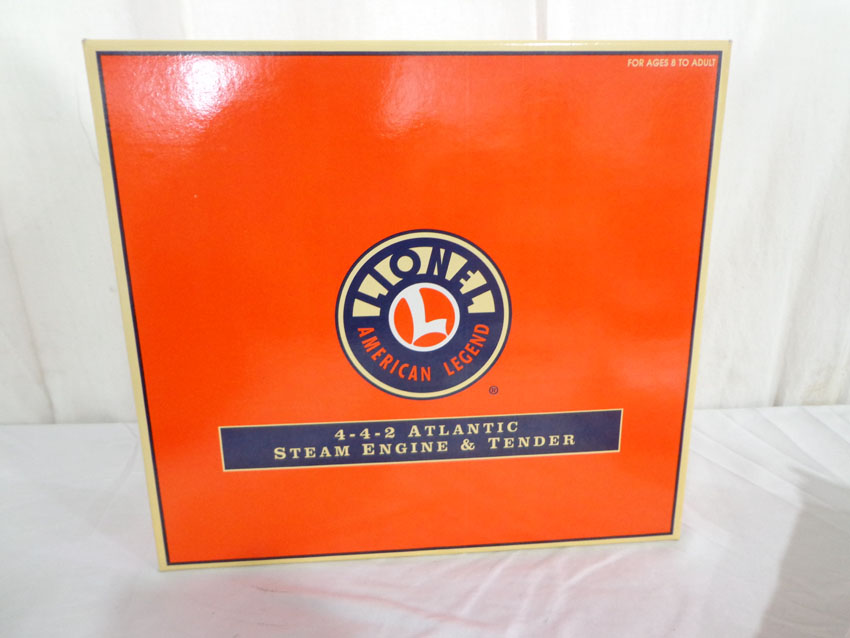 FOR AGES 8 TO ADULT
LIONEL
L
AMERICAN LEGEND
®
4-4-2 ATLANTIC
STEAM ENGINE & TENDER